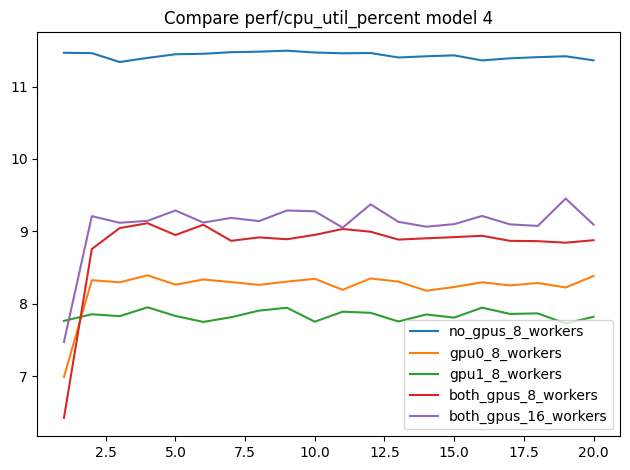 Compare perf/cpu_util_percent model 4
11
10
9
8
7
no_gpus_8_workers
gpu0_8_workers
gpu1_8_workers
both_gpus_8_workers
both_gpus_16_workers
2.5 5.0 7.5 10.0 12.5 15.0 17.5 20.0